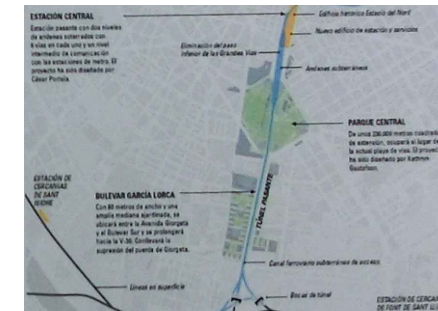 ESTACIÓN CENTRAL
Estación pasante con dos niveles
de andenes soterrados con
6 vías en cada uno y un nivel
intermedio de comunicación
con las estaciones de metro. El
proyecto ha sido diseñado por
César Portela.
Edificio histórico Estació del Nord
Nuevo edificio de estación y servicios
Eliminación del paso
inferior de las Grandes Vías
Andenes subterráneos
PARQUE CENTRAL
De unos 230.000 metros cuadrados
de extensión, ocupará el lugar de
la actual playa de vías. El proyecto
ha sido diseñado por Kathryn
Gustafson.
ESTACIÓN DE
CERCANÍAS
DE SANT
ISIDRE
BULEVAR GARCÍA LORCA
Con 80 metros de ancho y una
amplia mediana ajardinada, se
ubicará entre la Avenida Giorgeta
y el Bulevar Sur y se prolongará
hacia la V-30. Conllevará la
supresión del puente de Giorgeta.
TÚNEL PASANTE
Canal ferroviario subterráneo de acceso
Líneas en superficie
Bocas de túnel
ESTACIÓN DE CERCA
DE FONT DE SANT LL